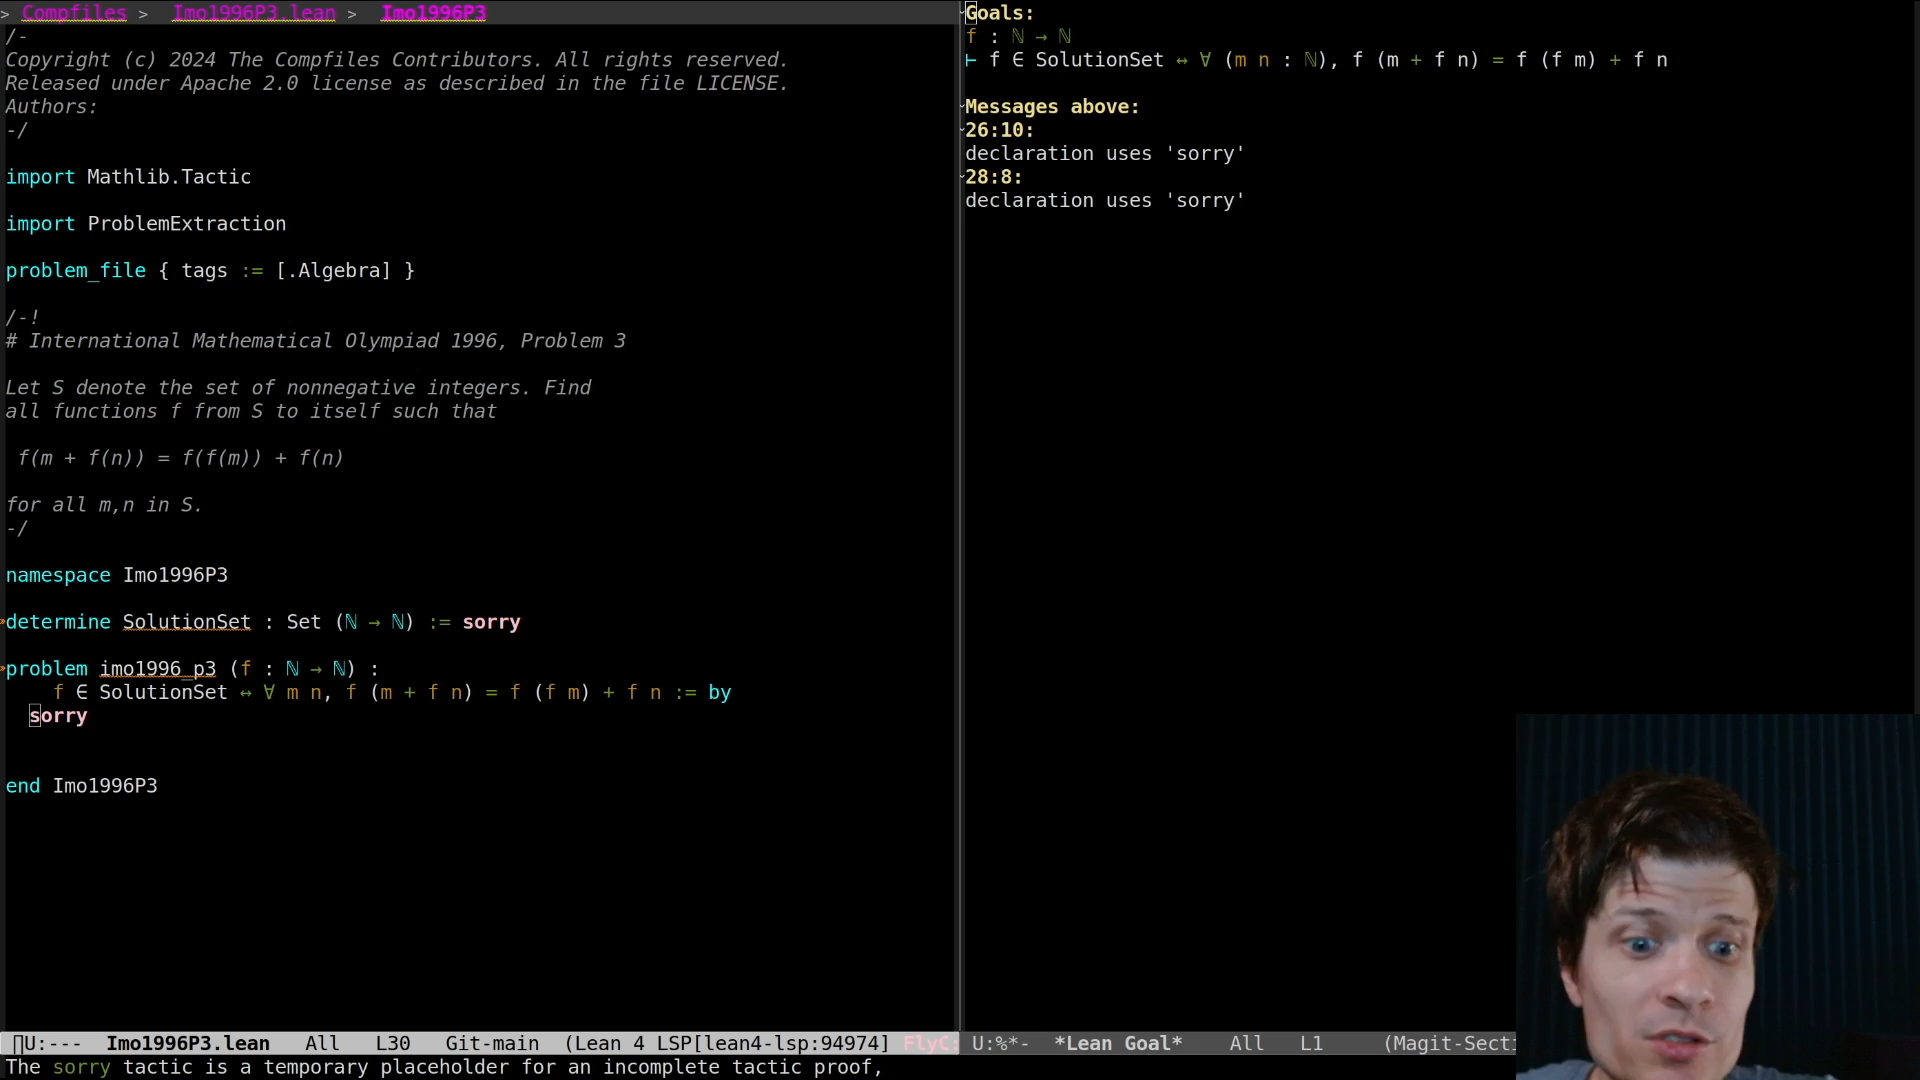 > Compfiles > Imo1996P3.lean > Imo1996P3
/-
Copyright (c) 2024 The Compfiles Contributors. All rights reserved.
Released under Apache 2.0 license as described in the file LICENSE.
Authors:
-/
import Mathlib.Tactic
import ProblemExtraction
problem_file { tags := [.Algebra] }
/-!
# International Mathematical Olympiad 1996, Problem 3
Let S denote the set of nonnegative integers. Find
all functions f from S to itself such that
f(m + f(n)) = f(f(m)) + f(n)
for all m,n in S.
-/
namespace Imo1996P3
determine SolutionSet : Set (ℕ → ℕ) := sorry
problem imo1996_p3 (f : ℕ → ℕ) :
f ∈ SolutionSet ↔ ∀ m n, f (m + f n) = f (f m) + f n := by
sorry
end Imo1996P3
U:--- Imo1996P3.lean All L30 Git-main (Lean 4 LSP[lean4-lsp:94974] FlyC:
The sorry tactic is a temporary placeholder for an incomplete tactic proof,
Goals:
f : ℕ → ℕ
⊢ f ∈ SolutionSet ↔ ∀ (m n : ℕ), f (m + f n) = f (f m) + f n
Messages above:
26:10:
declaration uses 'sorry'
28:8:
declaration uses 'sorry'
U:%*- *Lean Goal* All L1 (Magit-Secti